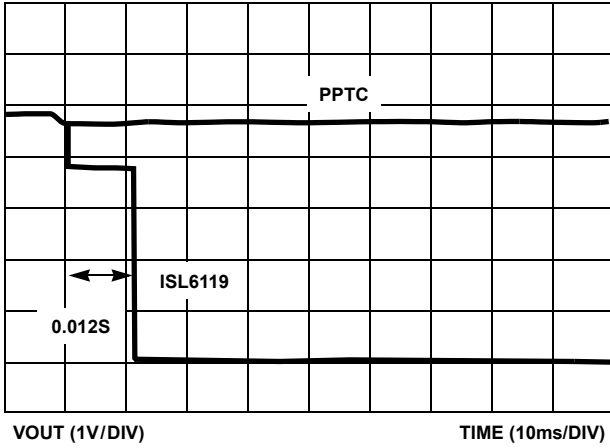 PPTC
ISL6119
0.012S
VOUT (1V/DIV)
TIME (10ms/DIV)